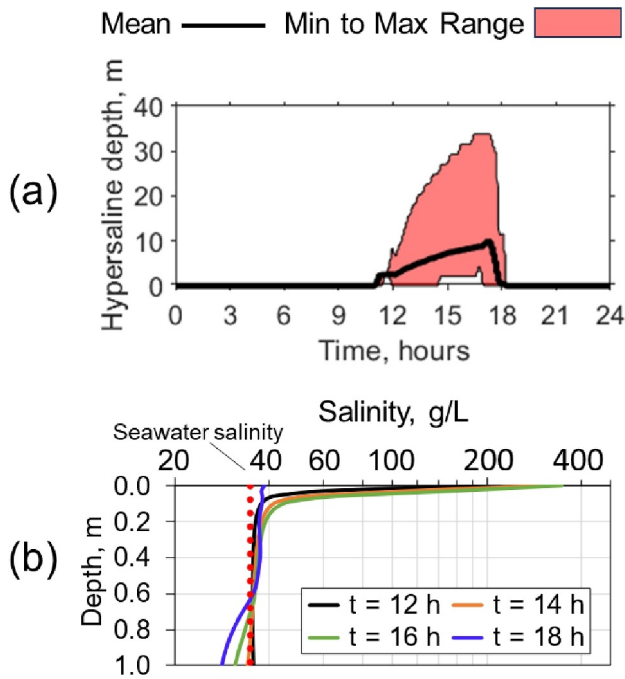 Mean Min to Max Range
(a)
Hypersaline depth, m
40
30
20
10
0
0 3 6 9 12 15 18 21 24
Time, hours
(b)
Salinity, g/L
Seawater salinity
20 40 60 100 200 400
Depth, m
0.0
0.2
0.4
0.6
0.8
1.0
t = 12 h t = 14 h
t = 16 h t = 18 h